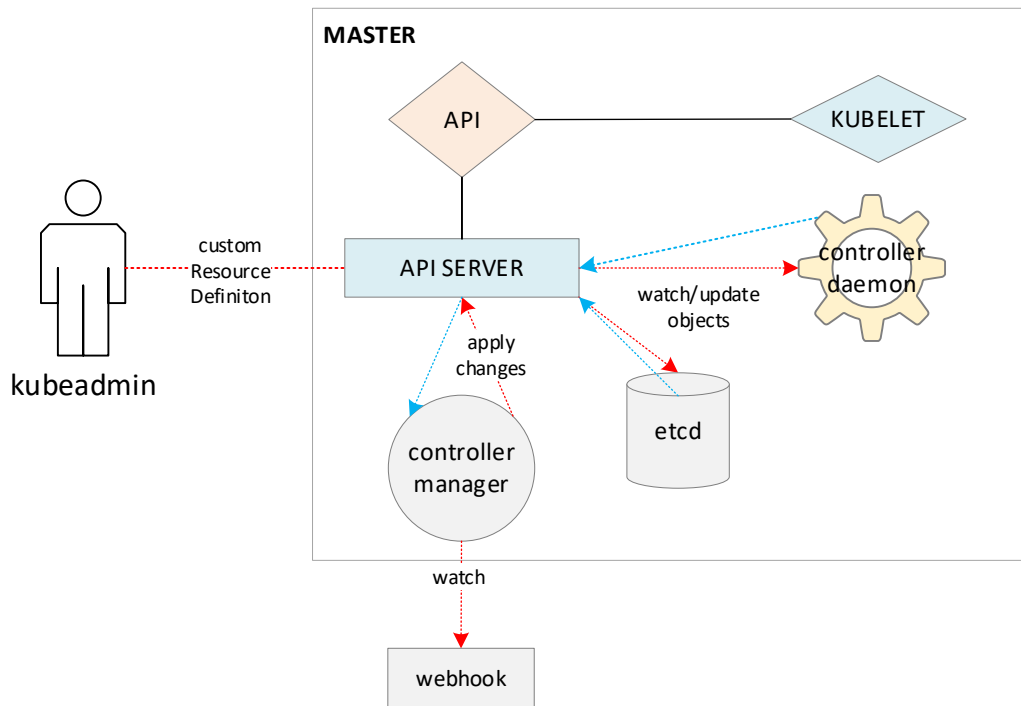 MASTER
API
KUBELET
custom
Resource
Definiton
API SERVER
controller
daemon
watch/update
objects
apply
changes
kubeadmin
etcd
controller
manager
watch
webhook